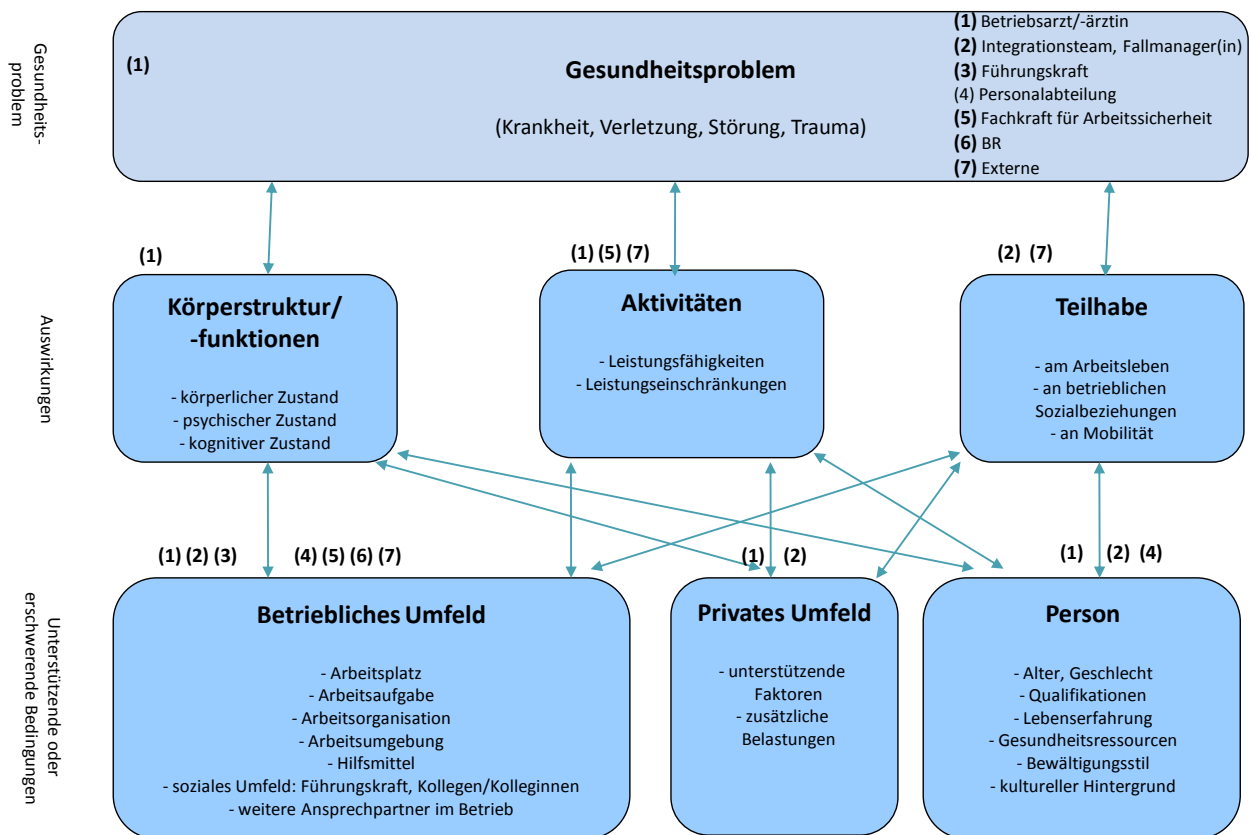 Gesundheits-
problem
(1)
Gesundheitsproblem
(Krankheit, Verletzung, Störung, Trauma)
(1) Betriebsarzt/-ärztin
(2) Integrationsteam, Fallmanager(in)
(3) Führungskraft
(4) Personalabteilung
(5) Fachkraft für Arbeitssicherheit
(6) BR
(7) Externe
Auswirkungen
(1)
Körperstruktur/
-funktionen
- körperlicher Zustand
- psychischer Zustand
- kognitiver Zustand
(1) (5) (7)
Aktivitäten
- Leistungsfähigkeiten
- Leistungseinschränkungen
(2) (7)
Teilhabe
- am Arbeitsleben
- an betrieblichen
Sozialbeziehungen
- an Mobilität
Unterstützende oder
erschwerende Bedingungen
(1) (2) (3) (4) (5) (6) (7)
Betriebliches Umfeld
- Arbeitsplatz
- Arbeitsaufgabe
- Arbeitsorganisation
- Arbeitsumgebung
- Hilfsmittel
- soziales Umfeld: Führungskraft, Kollegen/Kolleginnen
- weitere Ansprechpartner im Betrieb
(1) (2)
Privates Umfeld
- unterstützende
Faktoren
- zusätzliche
Belastungen
(1) (2) (4)
Person
- Alter, Geschlecht
- Qualifikationen
- Lebenserfahrung
- Gesundheitsressourcen
- Bewältigungsstil
- kultureller Hintergrund